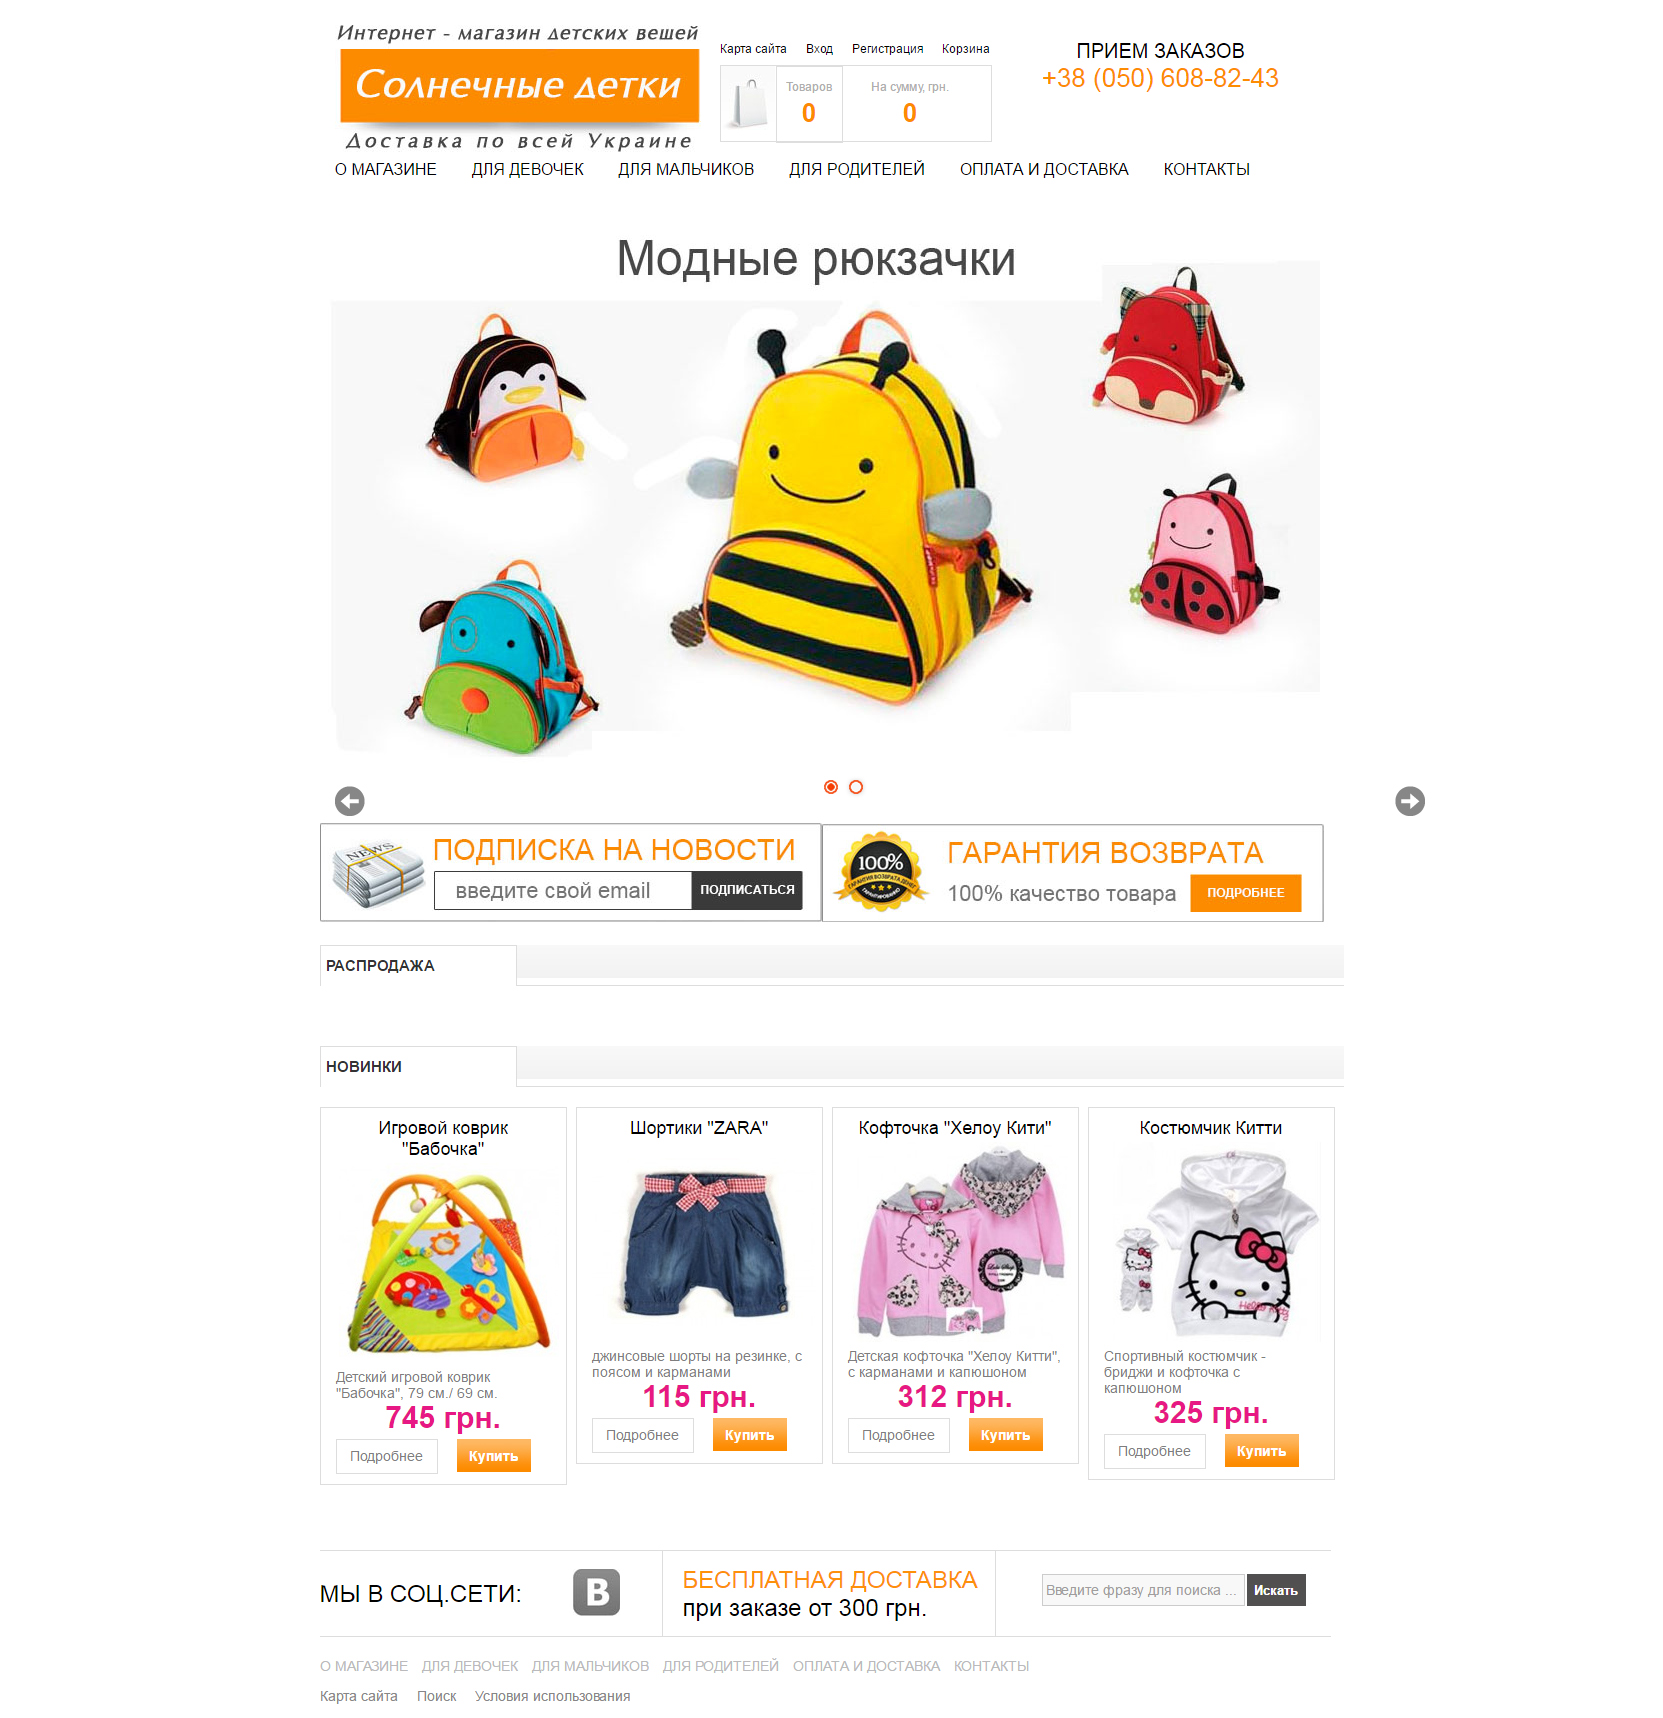 Интернет - магазин детских вещей
Солнечные детки
Доставка по всей Украине
Карта сайта Вход Регистрация Корзина
Товаров
0
На сумму, грн.
0
ПРИЕМ ЗАКАЗОВ
+38 (050) 608-82-43
О МАГАЗИНЕ ДЛЯ ДЕВОЧЕК ДЛЯ МАЛЬЧИКОВ ДЛЯ РОДИТЕЛЕЙ ОПЛАТА И ДОСТАВКА КОНТАКТЫ
Модные рюкзачки
NEWS
ПОДПИСКА НА НОВОСТИ
введите свой email
ПОДПИСАТЬСЯ
100%
ГАРАНТИЯ ВОЗВРАТА ДЕНЕГ
ГАРАНТИРОВАННО
ГАРАНТИЯ ВОЗВРАТА
100% качество товара
ПОДРОБНЕЕ
РАСПРОДАЖА
НОВИНКИ
Игровой коврик
"Бабочка"
Детский игровой коврик
"Бабочка", 79 см./ 69 см.
745 грн.
Подробнее Купить
Шортики "ZARA"
джинсовые шорты на резинке, с
поясом и карманами
115 грн.
Подробнее Купить
Кофточка "Хелоу Кити"
Детская кофточка "Хелоу Китти",
с карманами и капюшоном
312 грн.
Подробнее Купить
Костюмчик Китти
Hello Kitty
Спортивный костюмчик -
бриджи и кофточка с
капюшоном
325 грн.
Подробнее Купить
МЫ В СОЦ.СЕТИ:
B
БЕСПЛАТНАЯ ДОСТАВКА
при заказе от 300 грн.
Введите фразу для поиска ...
Искать
О МАГАЗИНЕ ДЛЯ ДЕВОЧЕК ДЛЯ МАЛЬЧИКОВ ДЛЯ РОДИТЕЛЕЙ ОПЛАТА И ДОСТАВКА КОНТАКТЫ
Карта сайта Поиск Условия использования